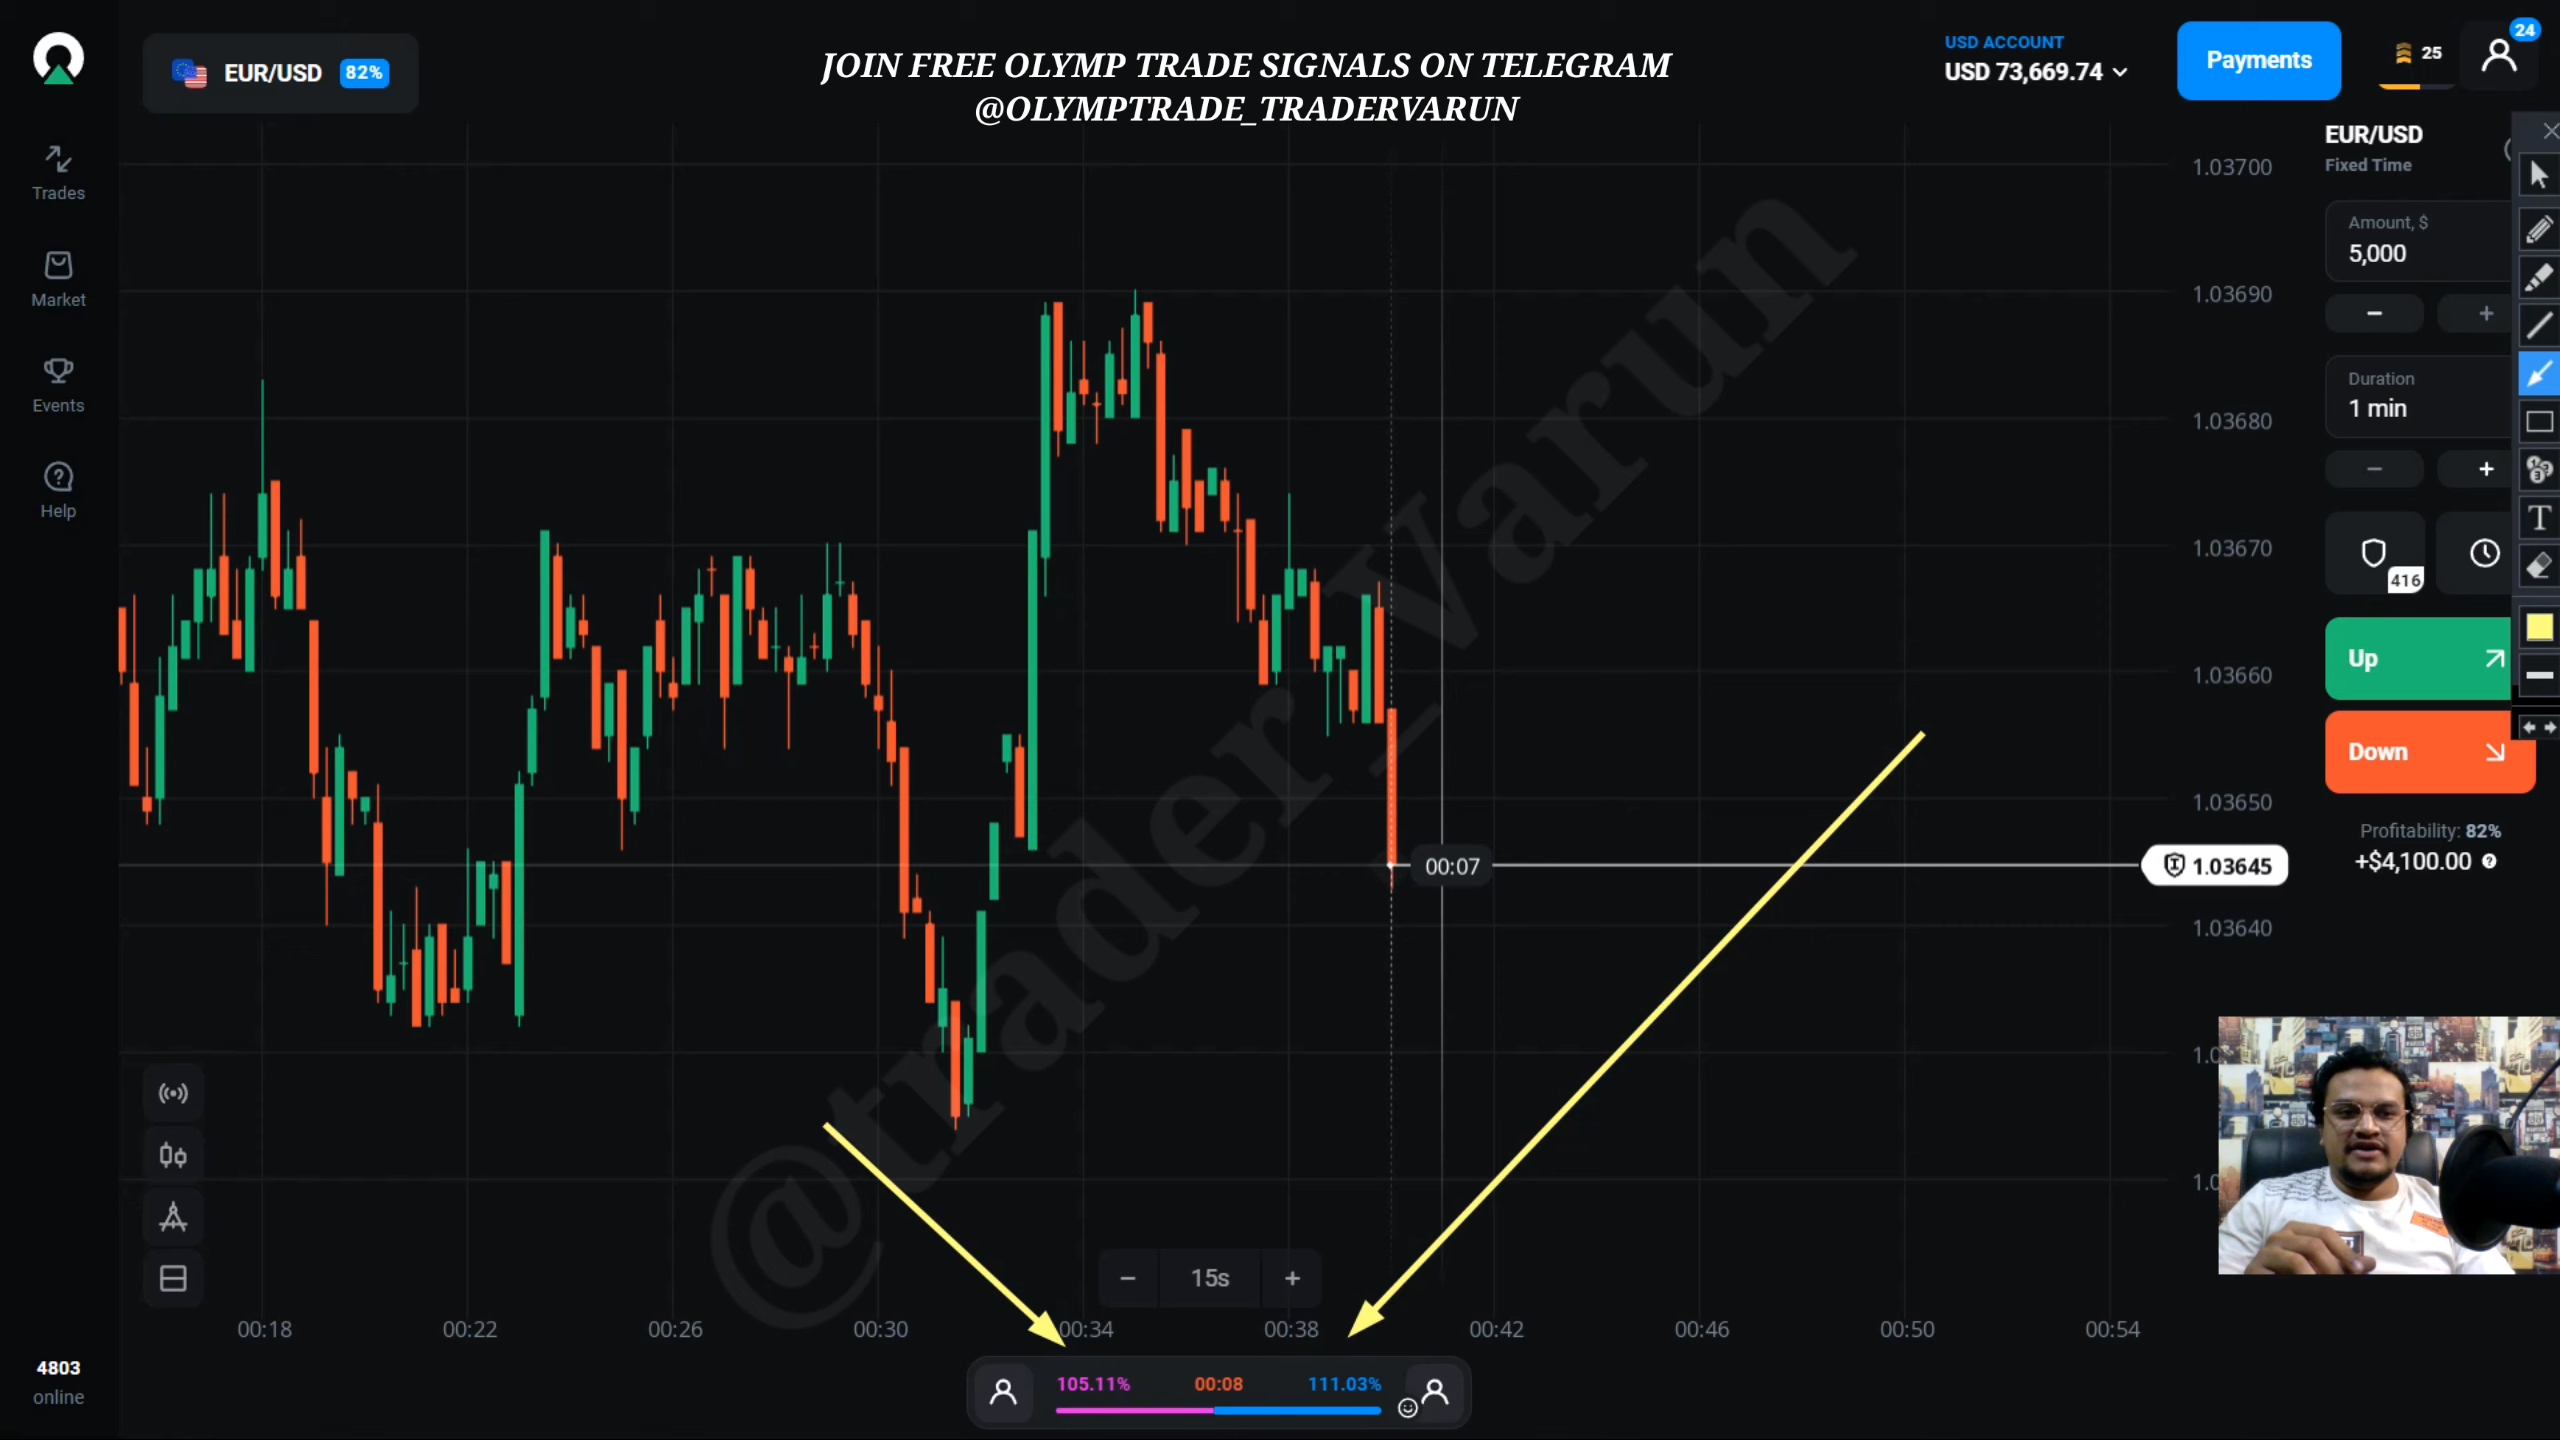 JOIN FREE OLYMP TRADE SIGNALS ON TELEGRAM
@OLYMPTRADE_TRADERVARUN
EUR/USD 82%
USD ACCOUNT
USD 73,669.74
Payments
25
24
Trades
Market
Events
Help
4803
online
@trader_Varun
1.03700
1.03690
1.03680
1.03670
1.03660
1.03650
1.03645
1.03640
00:07
15s
00:18
00:22
00:26
00:30
00:34
00:38
00:42
00:46
00:50
00:54
105.11%
00:08
111.03%
EUR/USD
Fixed Time
Amount, $
5,000
Duration
1 min
416
Up
Down
Profitability: 82%
+$4,100.00
T